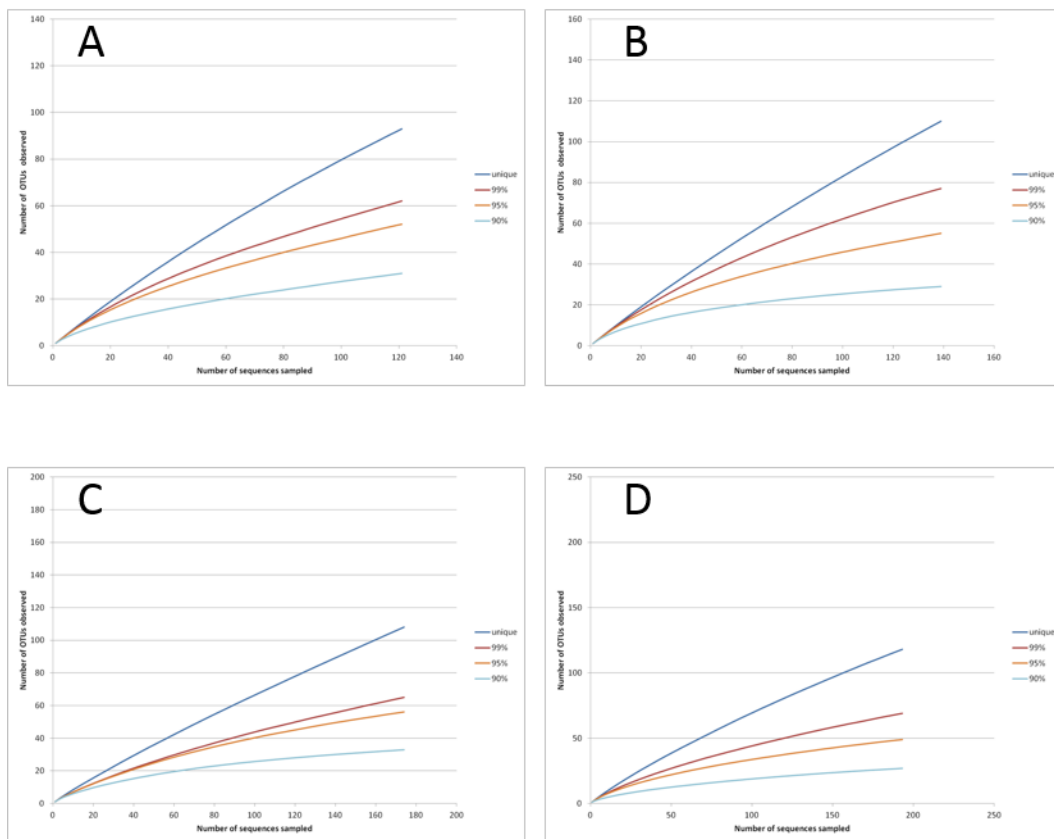 A
Number of OTUs observed
140
120
100
80
60
40
20
0
0 20 40 60 80 100 120 140
Number of sequences sampled
unique
99%
95%
90%
B
Number of OTUs observed
160
140
120
100
80
60
40
20
0
0 20 40 60 80 100 120 140 160
Number of sequences sampled
unique
99%
95%
90%
C
Number of OTUs observed
200
180
160
140
120
100
80
60
40
20
0
0 20 40 60 80 100 120 140 160 180 200
Number of sequences sampled
unique
99%
95%
90%
D
Number of OTUs observed
250
200
150
100
50
0
0 50 100 150 200 250
Number of sequences sampled
unique
99%
95%
90%